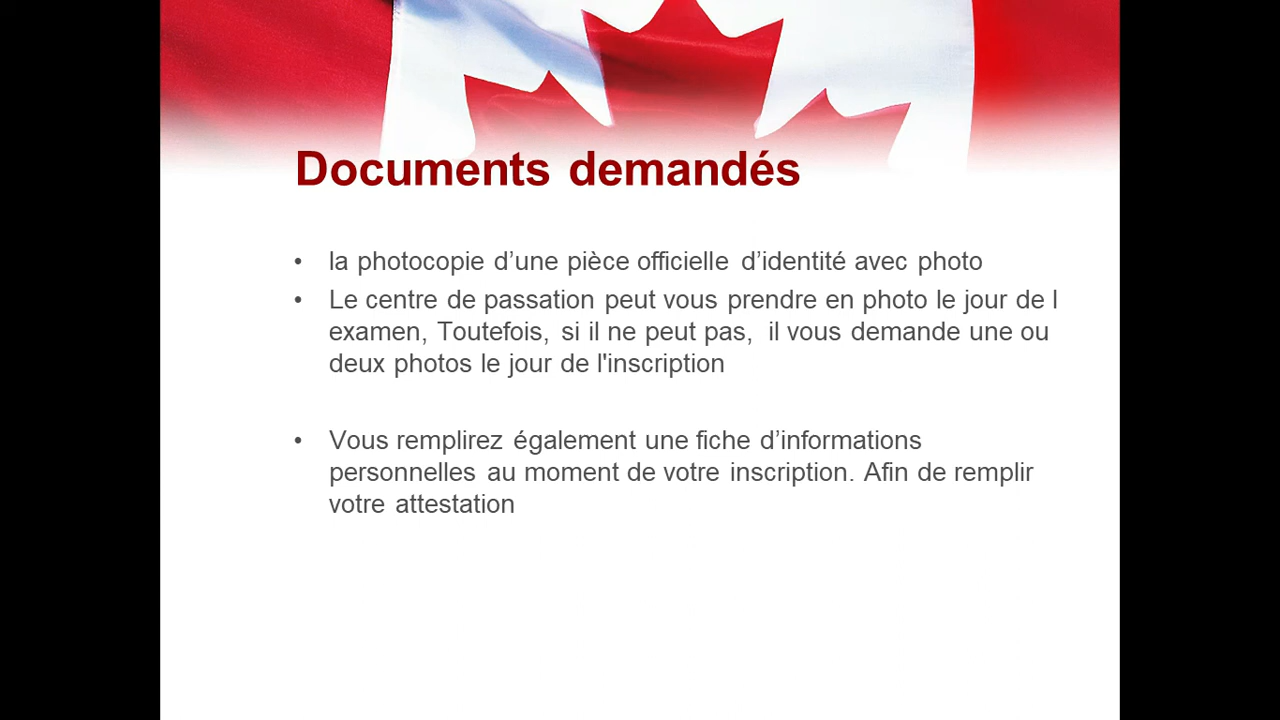 Documents demandés
• la photocopie d’une pièce officielle d’identité avec photo
• Le centre de passation peut vous prendre en photo le jour de l
examen, Toutefois, si il ne peut pas, il vous demande une ou
deux photos le jour de l'inscription
• Vous remplirez également une fiche d’informations
personnelles au moment de votre inscription. Afin de remplir
votre attestation